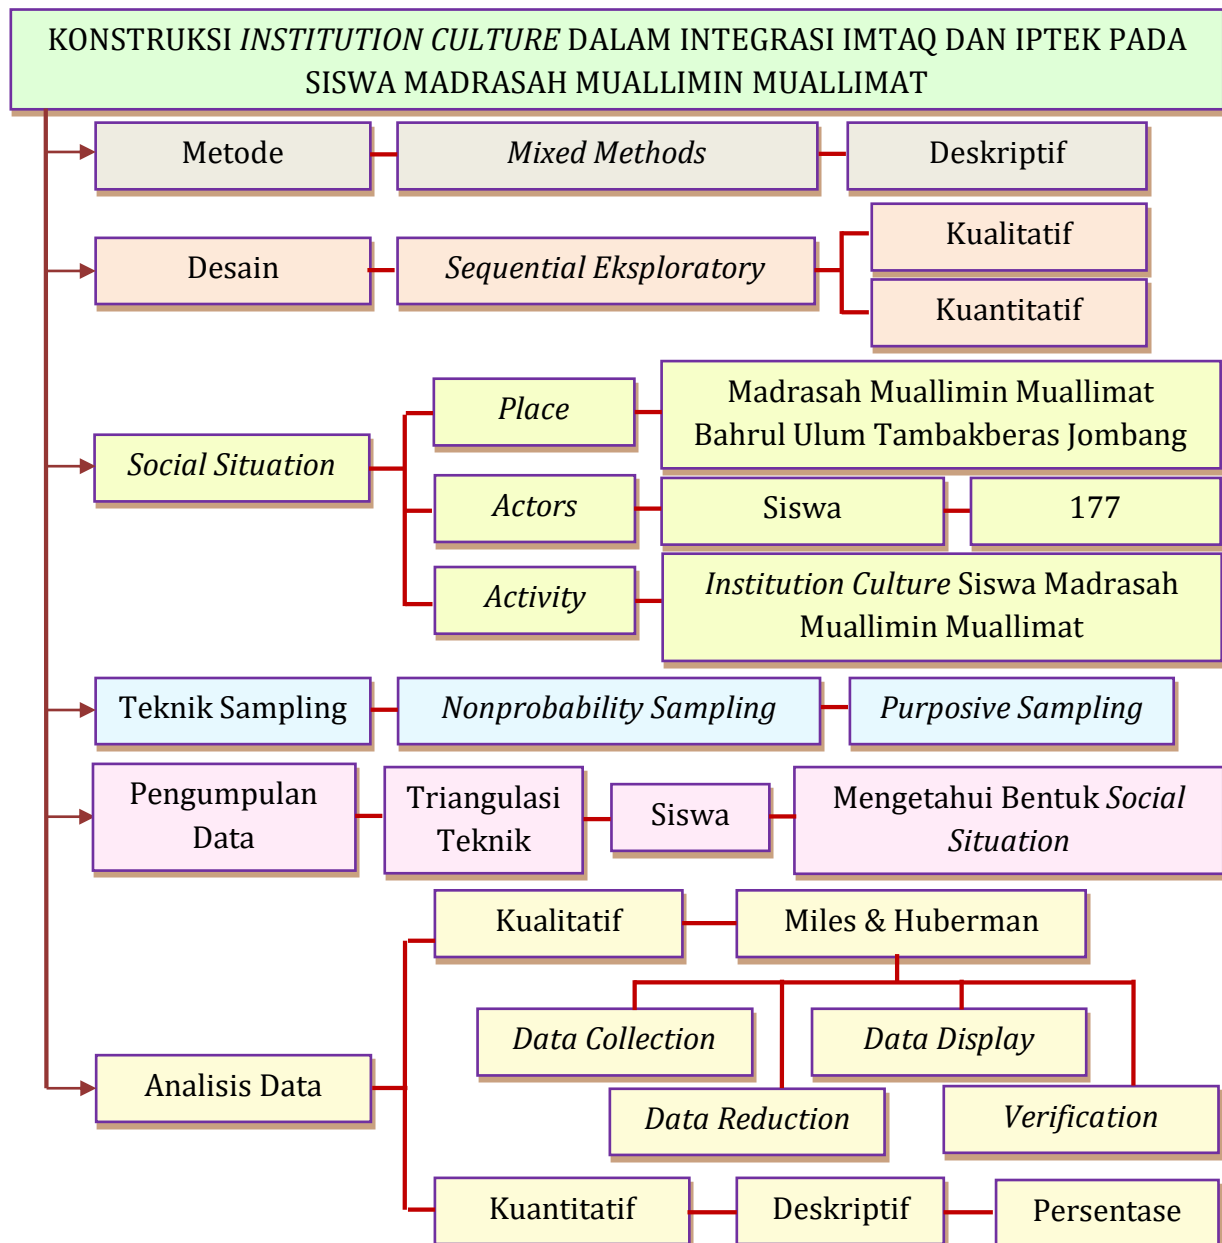 KONSTRUKSI INSTITUTION CULTURE DALAM INTEGRASI IMTAQ DAN IPTEK PADA
SISWA MADRASAH MUALLIMIN MUALLIMAT
Metode
Mixed Methods
Deskriptif
Desain
Sequential Eksploratory
Kualitatif
Kuantitatif
Social Situation
Place
Madrasah Muallimin Muallimat
Bahrul Ulum Tambakberas Jombang
Actors
Siswa
177
Activity
Institution Culture Siswa Madrasah
Muallimin Muallimat
Teknik Sampling
Nonprobability Sampling
Purposive Sampling
Pengumpulan
Data
Triangulasi
Teknik
Siswa
Mengetahui Bentuk Social
Situation
Analisis Data
Kualitatif
Miles & Huberman
Data Collection
Data Reduction
Data Display
Verification
Kuantitatif
Deskriptif
Persentase